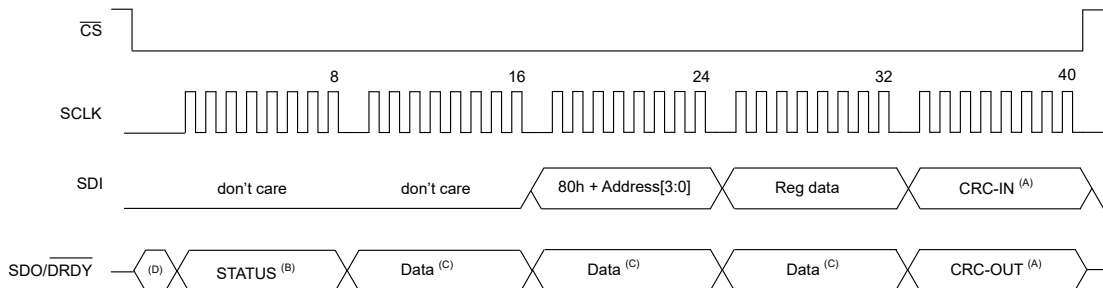 CS
8 16 24 32 40
SCLK
SDI don't care don't care 80h + Address[3:0] Reg data CRC-IN (A)
SDO/DRDY (D) STATUS (B) Data (C) Data (C) Data (C) CRC-OUT (A)